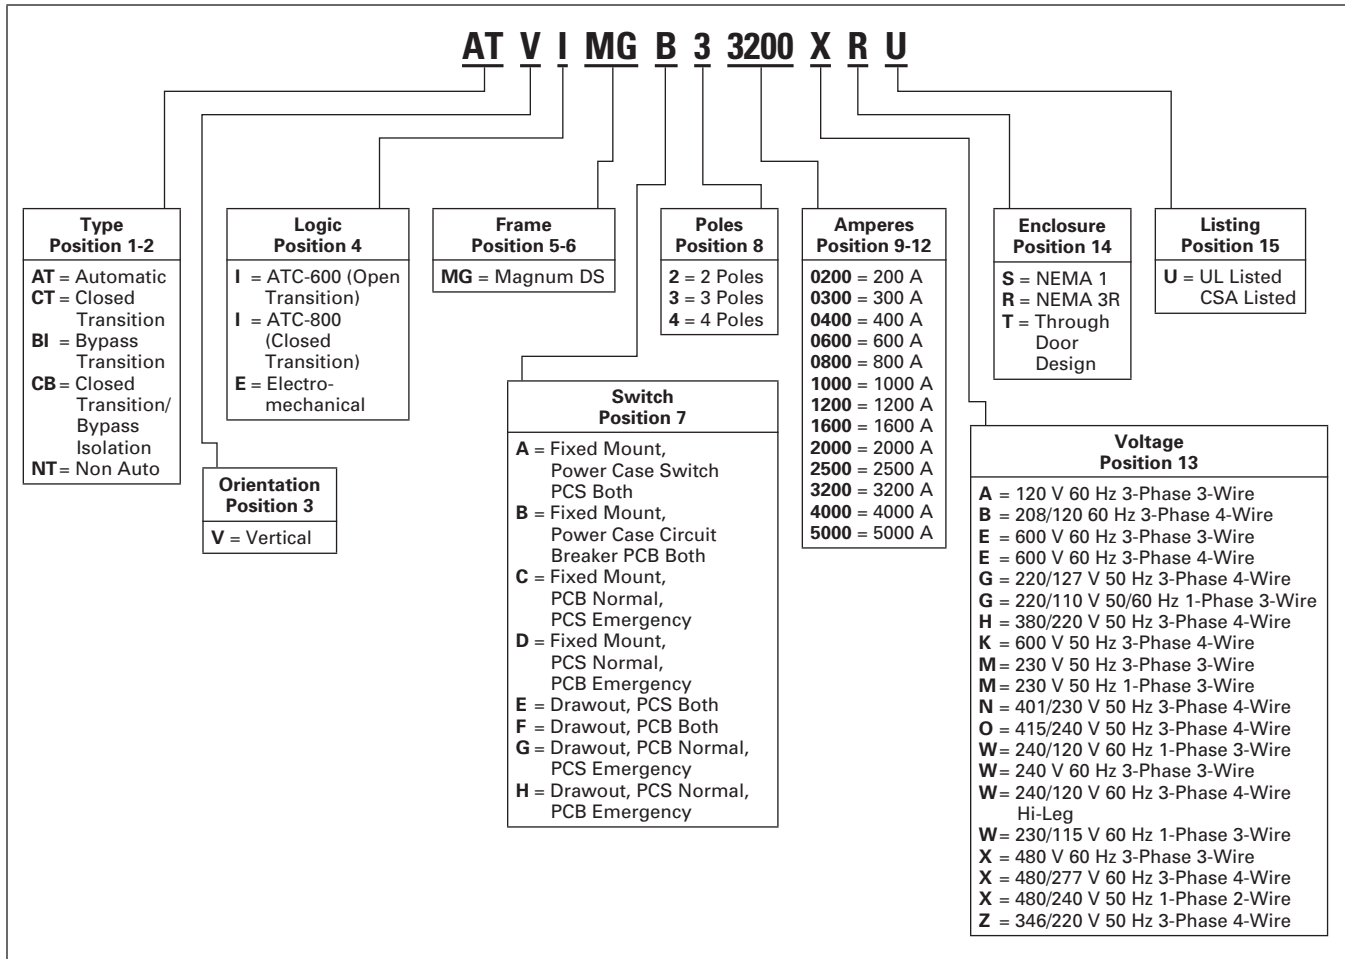 AT V I MG B 3 3200 X R U
Type
Position 1-2
AT = Automatic
CT = Closed
Transition
BI = Bypass
Transition
CB = Closed
Transition/
Bypass
Isolation
NT = Non Auto
Orientation
Position 3
V = Vertical
Logic
Position 4
I = ATC-600 (Open
Transition)
I = ATC-800
(Closed
Transition)
E = Electro-
mechanical
Frame
Position 5-6
MG = Magnum DS
Switch
Position 7
A = Fixed Mount,
Power Case Switch
PCS Both
B = Fixed Mount,
Power Case Circuit
Breaker PCB Both
C = Fixed Mount,
PCB Normal,
PCS Emergency
D = Fixed Mount,
PCS Normal,
PCB Emergency
E = Drawout, PCS Both
F = Drawout, PCB Both
G = Drawout, PCB Normal,
PCS Emergency
H = Drawout, PCS Normal,
PCB Emergency
Poles
Position 8
2 = 2 Poles
3 = 3 Poles
4 = 4 Poles
Amperes
Position 9-12
0200 = 200 A
0300 = 300 A
0400 = 400 A
0600 = 600 A
0800 = 800 A
1000 = 1000 A
1200 = 1200 A
1600 = 1600 A
2000 = 2000 A
2500 = 2500 A
3200 = 3200 A
4000 = 4000 A
5000 = 5000 A
Voltage
Position 13
A = 120 V 60 Hz 3-Phase 3-Wire
B = 208/120 60 Hz 3-Phase 4-Wire
E = 600 V 60 Hz 3-Phase 3-Wire
E = 600 V 60 Hz 3-Phase 4-Wire
G = 220/127 V 50 Hz 3-Phase 4-Wire
G = 220/110 V 50/60 Hz 1-Phase 3-Wire
H = 380/220 V 50 Hz 3-Phase 4-Wire
K = 600 V 50 Hz 3-Phase 4-Wire
M = 230 V 50 Hz 3-Phase 3-Wire
M = 230 V 50 Hz 1-Phase 3-Wire
N = 401/230 V 50 Hz 3-Phase 4-Wire
O = 415/240 V 50 Hz 3-Phase 4-Wire
W = 240/120 V 60 Hz 1-Phase 3-Wire
W = 240 V 60 Hz 3-Phase 3-Wire
W = 240/120 V 60 Hz 3-Phase 4-Wire
Hi-Leg
W = 230/115 V 60 Hz 1-Phase 3-Wire
X = 480 V 60 Hz 3-Phase 3-Wire
X = 480/277 V 60 Hz 3-Phase 4-Wire
X = 480/240 V 50 Hz 1-Phase 2-Wire
Z = 346/220 V 50 Hz 3-Phase 4-Wire
Enclosure
Position 14
S = NEMA 1
R = NEMA 3R
T = Through
Door
Design
Listing
Position 15
U = UL Listed
CSA Listed